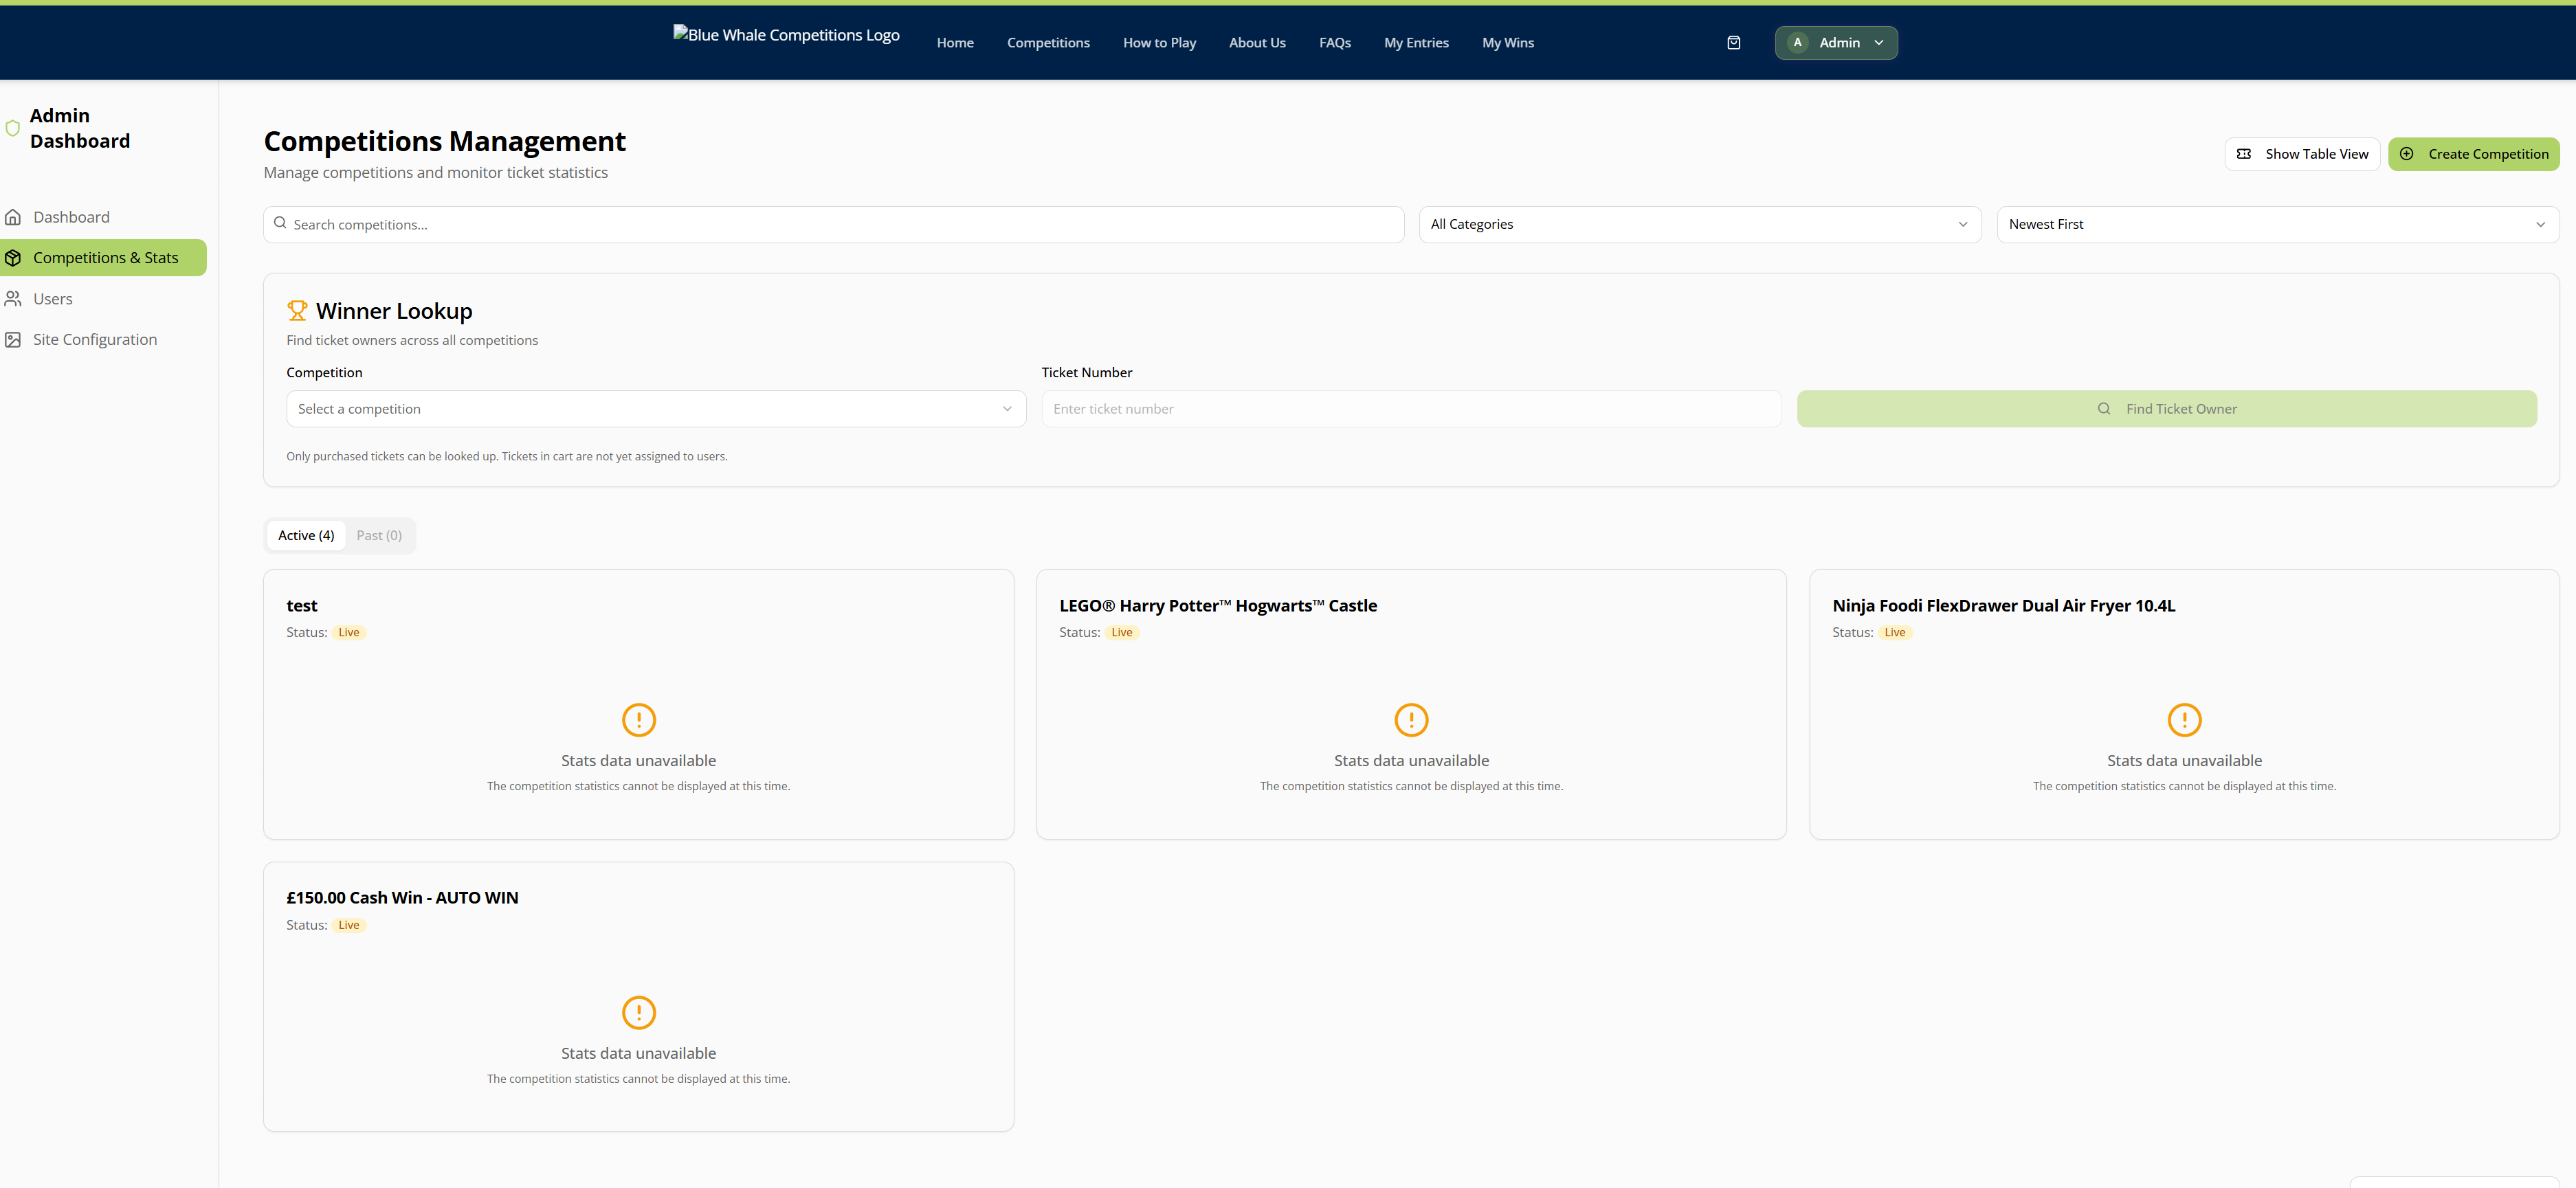 Blue Whale Competitions Logo
Home
Competitions
How to Play
About Us
FAQs
My Entries
My Wins
A
Admin
Admin
Dashboard
Dashboard
Competitions & Stats
Users
Site Configuration
Competitions Management
Manage competitions and monitor ticket statistics
Show Table View
Create Competition
Search competitions...
All Categories
Newest First
Winner Lookup
Find ticket owners across all competitions
Competition
Select a competition
Ticket Number
Enter ticket number
Find Ticket Owner
Only purchased tickets can be looked up. Tickets in cart are not yet assigned to users.
Active (4)
Past (0)
test
Status: Live
Stats data unavailable
The competition statistics cannot be displayed at this time.
LEGO® Harry Potter™ Hogwarts™ Castle
Status: Live
Stats data unavailable
The competition statistics cannot be displayed at this time.
Ninja Foodi FlexDrawer Dual Air Fryer 10.4L
Status: Live
Stats data unavailable
The competition statistics cannot be displayed at this time.
£150.00 Cash Win - AUTO WIN
Status: Live
Stats data unavailable
The competition statistics cannot be displayed at this time.